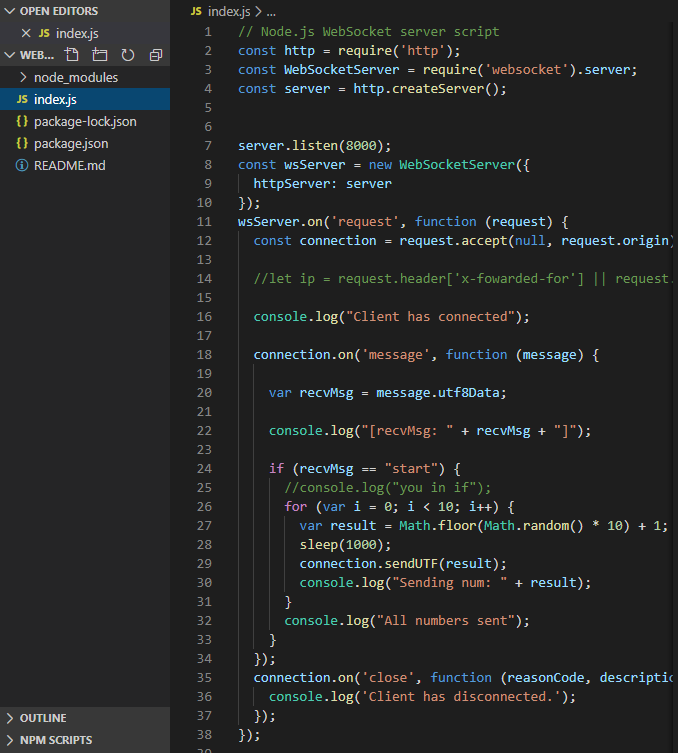 OPEN EDITORS
JS index.js
WEB...
node_modules
JS index.js
{} package-lock.json
{} package.json
README.md
OUTLINE
NPM SCRIPTS
JS index.js > ...
1 // Node.js WebSocket server script
2 const http = require('http');
3 const WebSocketServer = require('websocket').server;
4 const server = http.createServer();
5
6
7 server.listen(8000);
8 const wsServer = new WebSocketServer({
9 httpServer: server
10 });
11 wsServer.on('request', function (request) {
12 const connection = request.accept(null, request.origin)
13
14 //let ip = request.header['x-fowarded-for'] || request.
15
16 console.log("Client has connected");
17
18 connection.on('message', function (message) {
19
20 var recvMsg = message.utf8Data;
21
22 console.log("[recvMsg: " + recvMsg + "]");
23
24 if (recvMsg == "start") {
25 //console.log("you in if");
26 for (var i = 0; i < 10; i++) {
27 var result = Math.floor(Math.random() * 10) + 1;
28 sleep(1000);
29 connection.sendUTF(result);
30 console.log("Sending num: " + result);
31 }
32 console.log("All numbers sent");
33 }
34 });
35 connection.on('close', function (reasonCode, descriptio
36 console.log('Client has disconnected.');
37 });
38 });